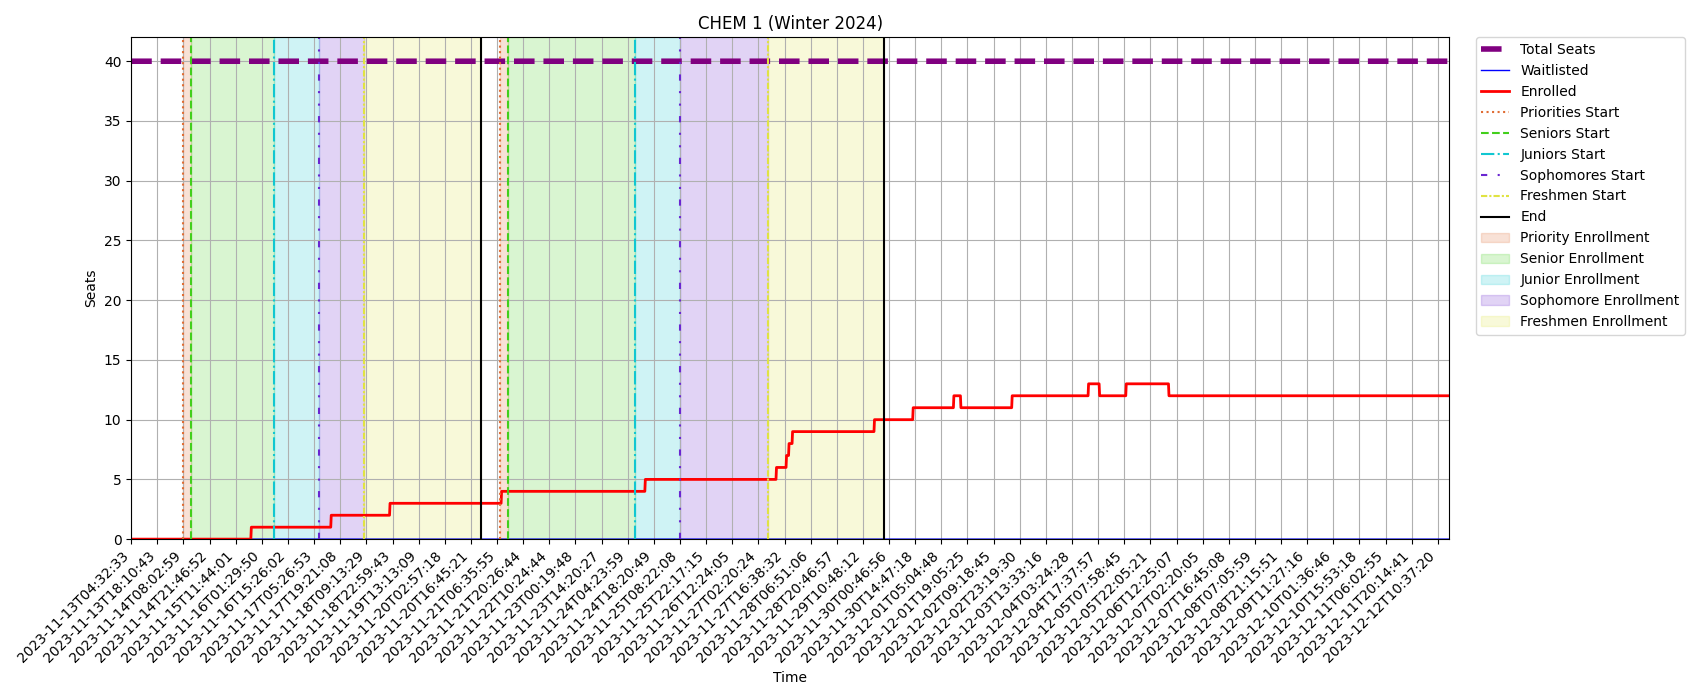 CHEM 1 (Winter 2024)
Seats
40
35
30
25
20
15
10
5
0
2023-11-13T04:32:33
2023-11-13T18:10:43
2023-11-14T08:02:59
2023-11-14T21:46:52
2023-11-15T11:44:01
2023-11-16T01:29:50
2023-11-16T15:26:02
2023-11-17T05:26:53
2023-11-17T19:21:08
2023-11-18T09:13:29
2023-11-18T22:59:43
2023-11-19T13:13:09
2023-11-20T02:57:18
2023-11-20T16:45:21
2023-11-21T06:35:55
2023-11-21T20:26:44
2023-11-22T10:24:44
2023-11-23T00:19:48
2023-11-23T14:20:27
2023-11-24T04:23:59
2023-11-24T18:20:49
2023-11-25T08:22:08
2023-11-25T22:17:15
2023-11-26T12:24:05
2023-11-27T02:20:24
2023-11-27T16:38:32
2023-11-28T06:51:06
2023-11-28T20:46:57
2023-11-29T10:48:12
2023-11-30T00:46:56
2023-11-30T14:47:18
2023-12-01T05:04:48
2023-12-01T19:05:25
2023-12-02T09:18:45
2023-12-02T23:19:30
2023-12-03T13:33:16
2023-12-04T03:24:28
2023-12-04T17:37:57
2023-12-05T07:58:45
2023-12-05T22:05:21
2023-12-06T12:25:07
2023-12-07T02:20:05
2023-12-07T16:45:08
2023-12-08T07:05:59
2023-12-08T21:15:51
2023-12-09T11:27:16
2023-12-10T01:36:46
2023-12-10T15:53:18
2023-12-11T06:02:55
2023-12-11T20:14:41
2023-12-12T10:37:20
Time
Total Seats
Waitlisted
Enrolled
Priorities Start
Seniors Start
Juniors Start
Sophomores Start
Freshmen Start
End
Priority Enrollment
Senior Enrollment
Junior Enrollment
Sophomore Enrollment
Freshmen Enrollment